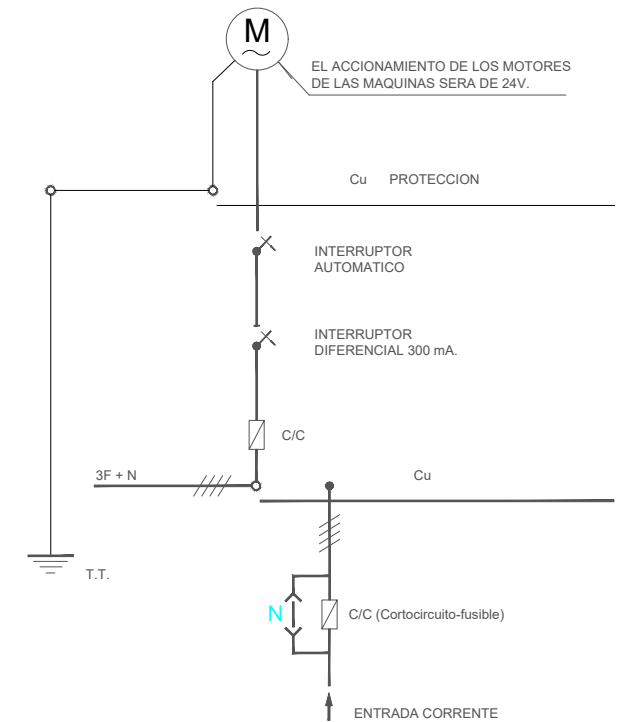 M
EL ACCIONAMIENTO DE LOS MOTORES
DE LAS MAQUINAS SERA DE 24V.
Cu PROTECCION
INTERRUPTOR
AUTOMATICO
INTERRUPTOR
DIFERENCIAL 300 mA.
C/C
3F + N
Cu
T.T.
N
C/C (Cortocircuito-fusible)
ENTRADA CORRENTE